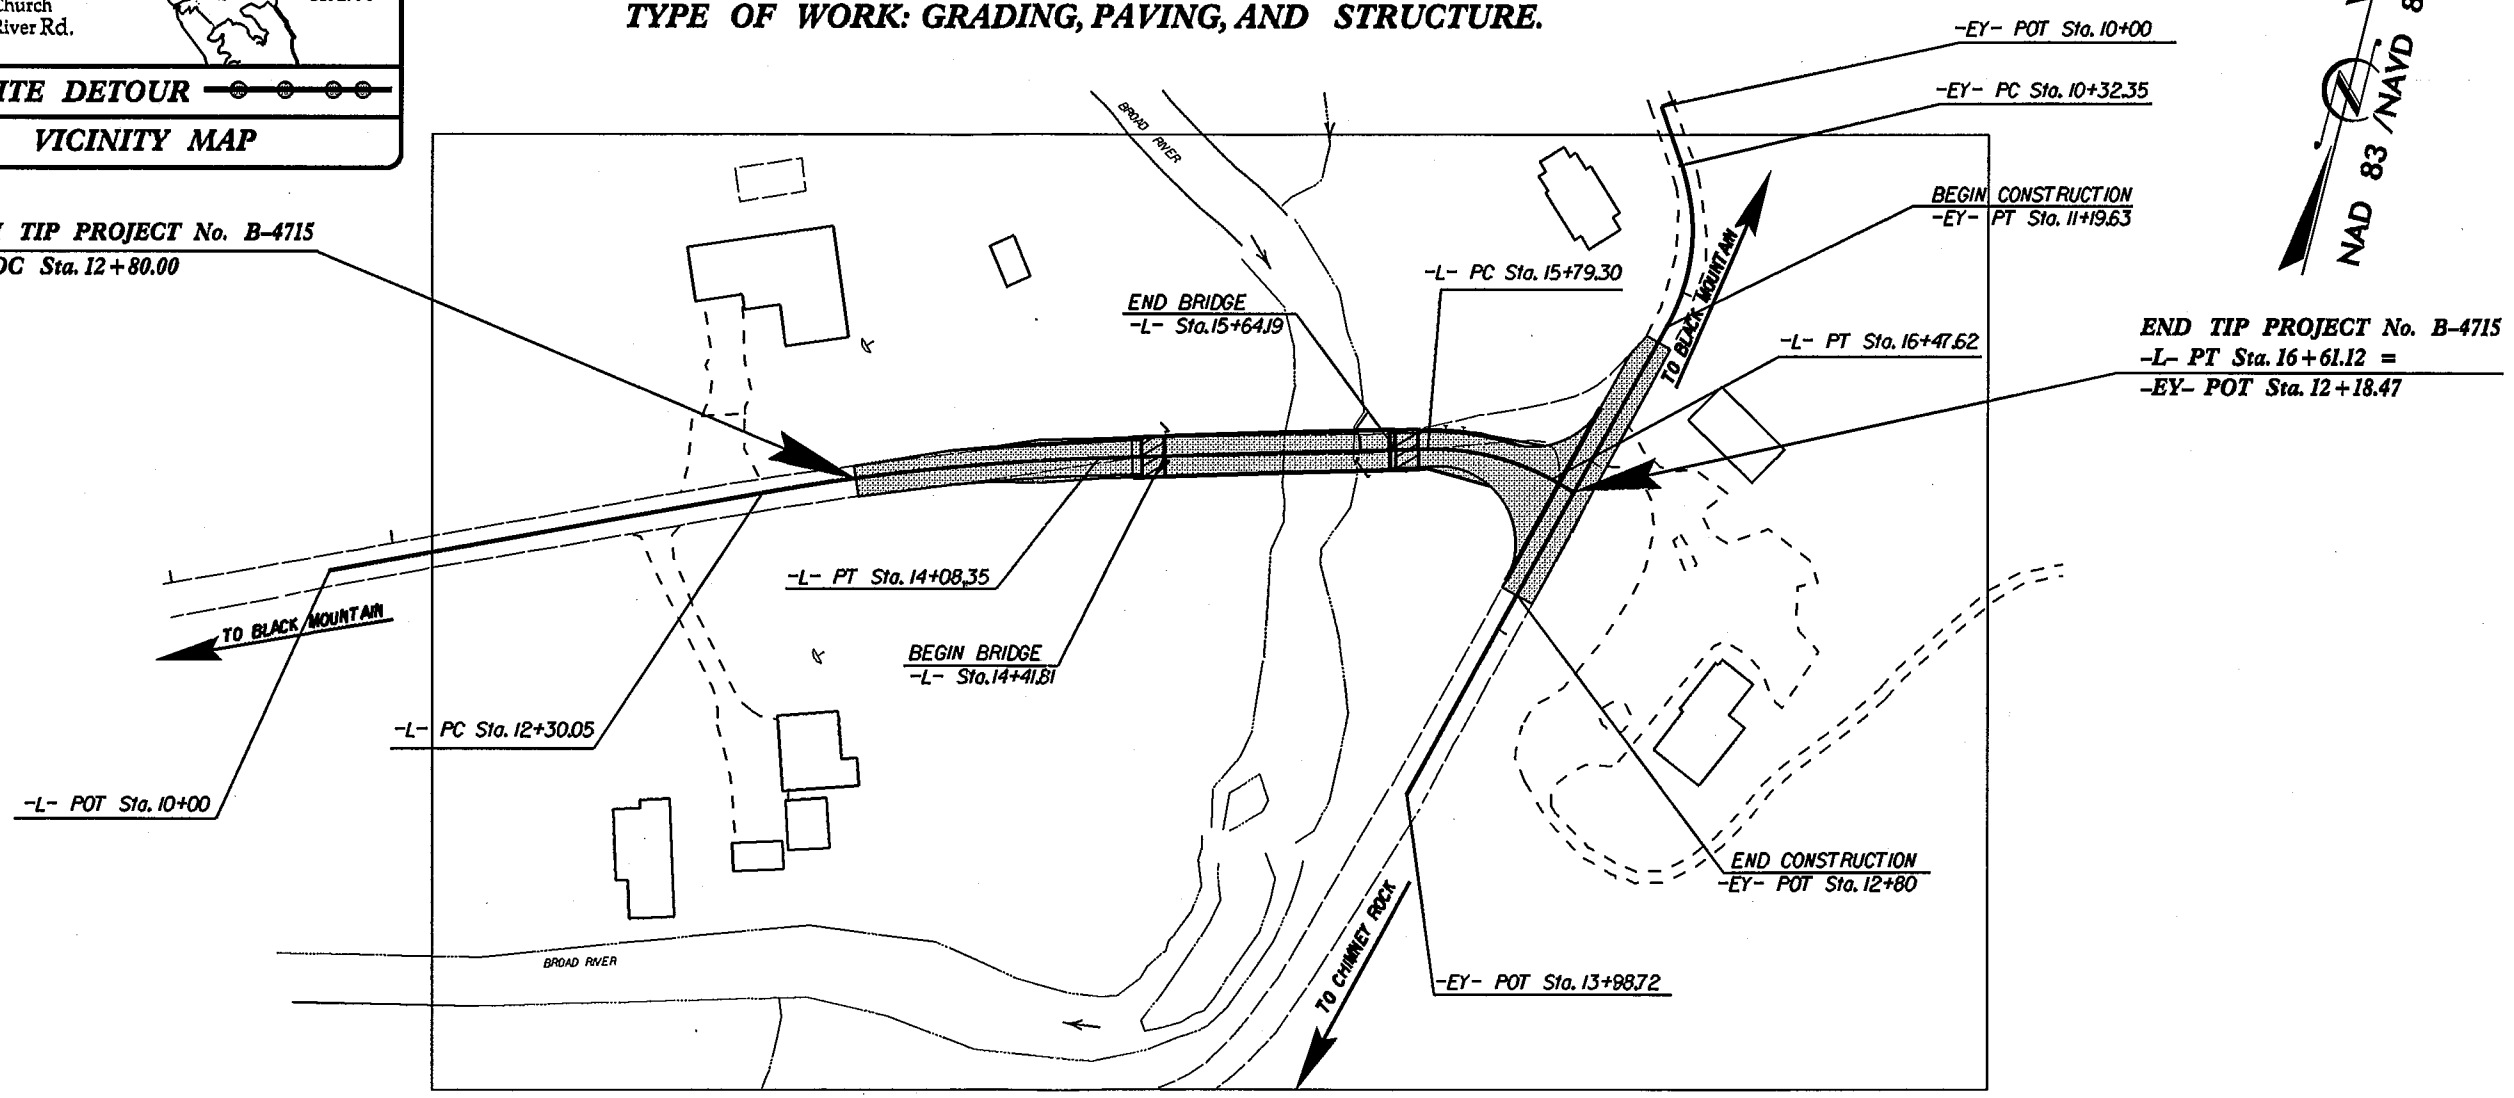 Church
River Rd.
TYPE OF WORK: GRADING, PAVING, AND STRUCTURE.
DETOUR
VICINITY MAP
TIP PROJECT No. B-4715
Sta. 12+80.00
-EY- POT Sta. 10+00
-EY- PC Sta. 10+32.35
BEGIN CONSTRUCTION
-EY- PT Sta. 11+19.63
NAD 83 /NAVD 8
BROAD RIVER
TO BLACK MOUNTAIN
-L- PC Sta. 15+79.30
END BRIDGE
-L- Sta. 15+64.19
-L- PT Sta. 16+47.62
END TIP PROJECT No. B-4715
-L- PT Sta. 16+61.12 =
-EY- POT Sta. 12+18.47
-L- PT Sta. 14+08.35
TO BLACK MOUNTAIN
BEGIN BRIDGE
-L- Sta. 14+41.81
-L- PC Sta. 12+30.05
-L- POT Sta. 10+00
END CONSTRUCTION
-EY- POT Sta. 12+80
BROAD RIVER
TO CHIMNEY ROCK
-EY- POT Sta. 13+98.72